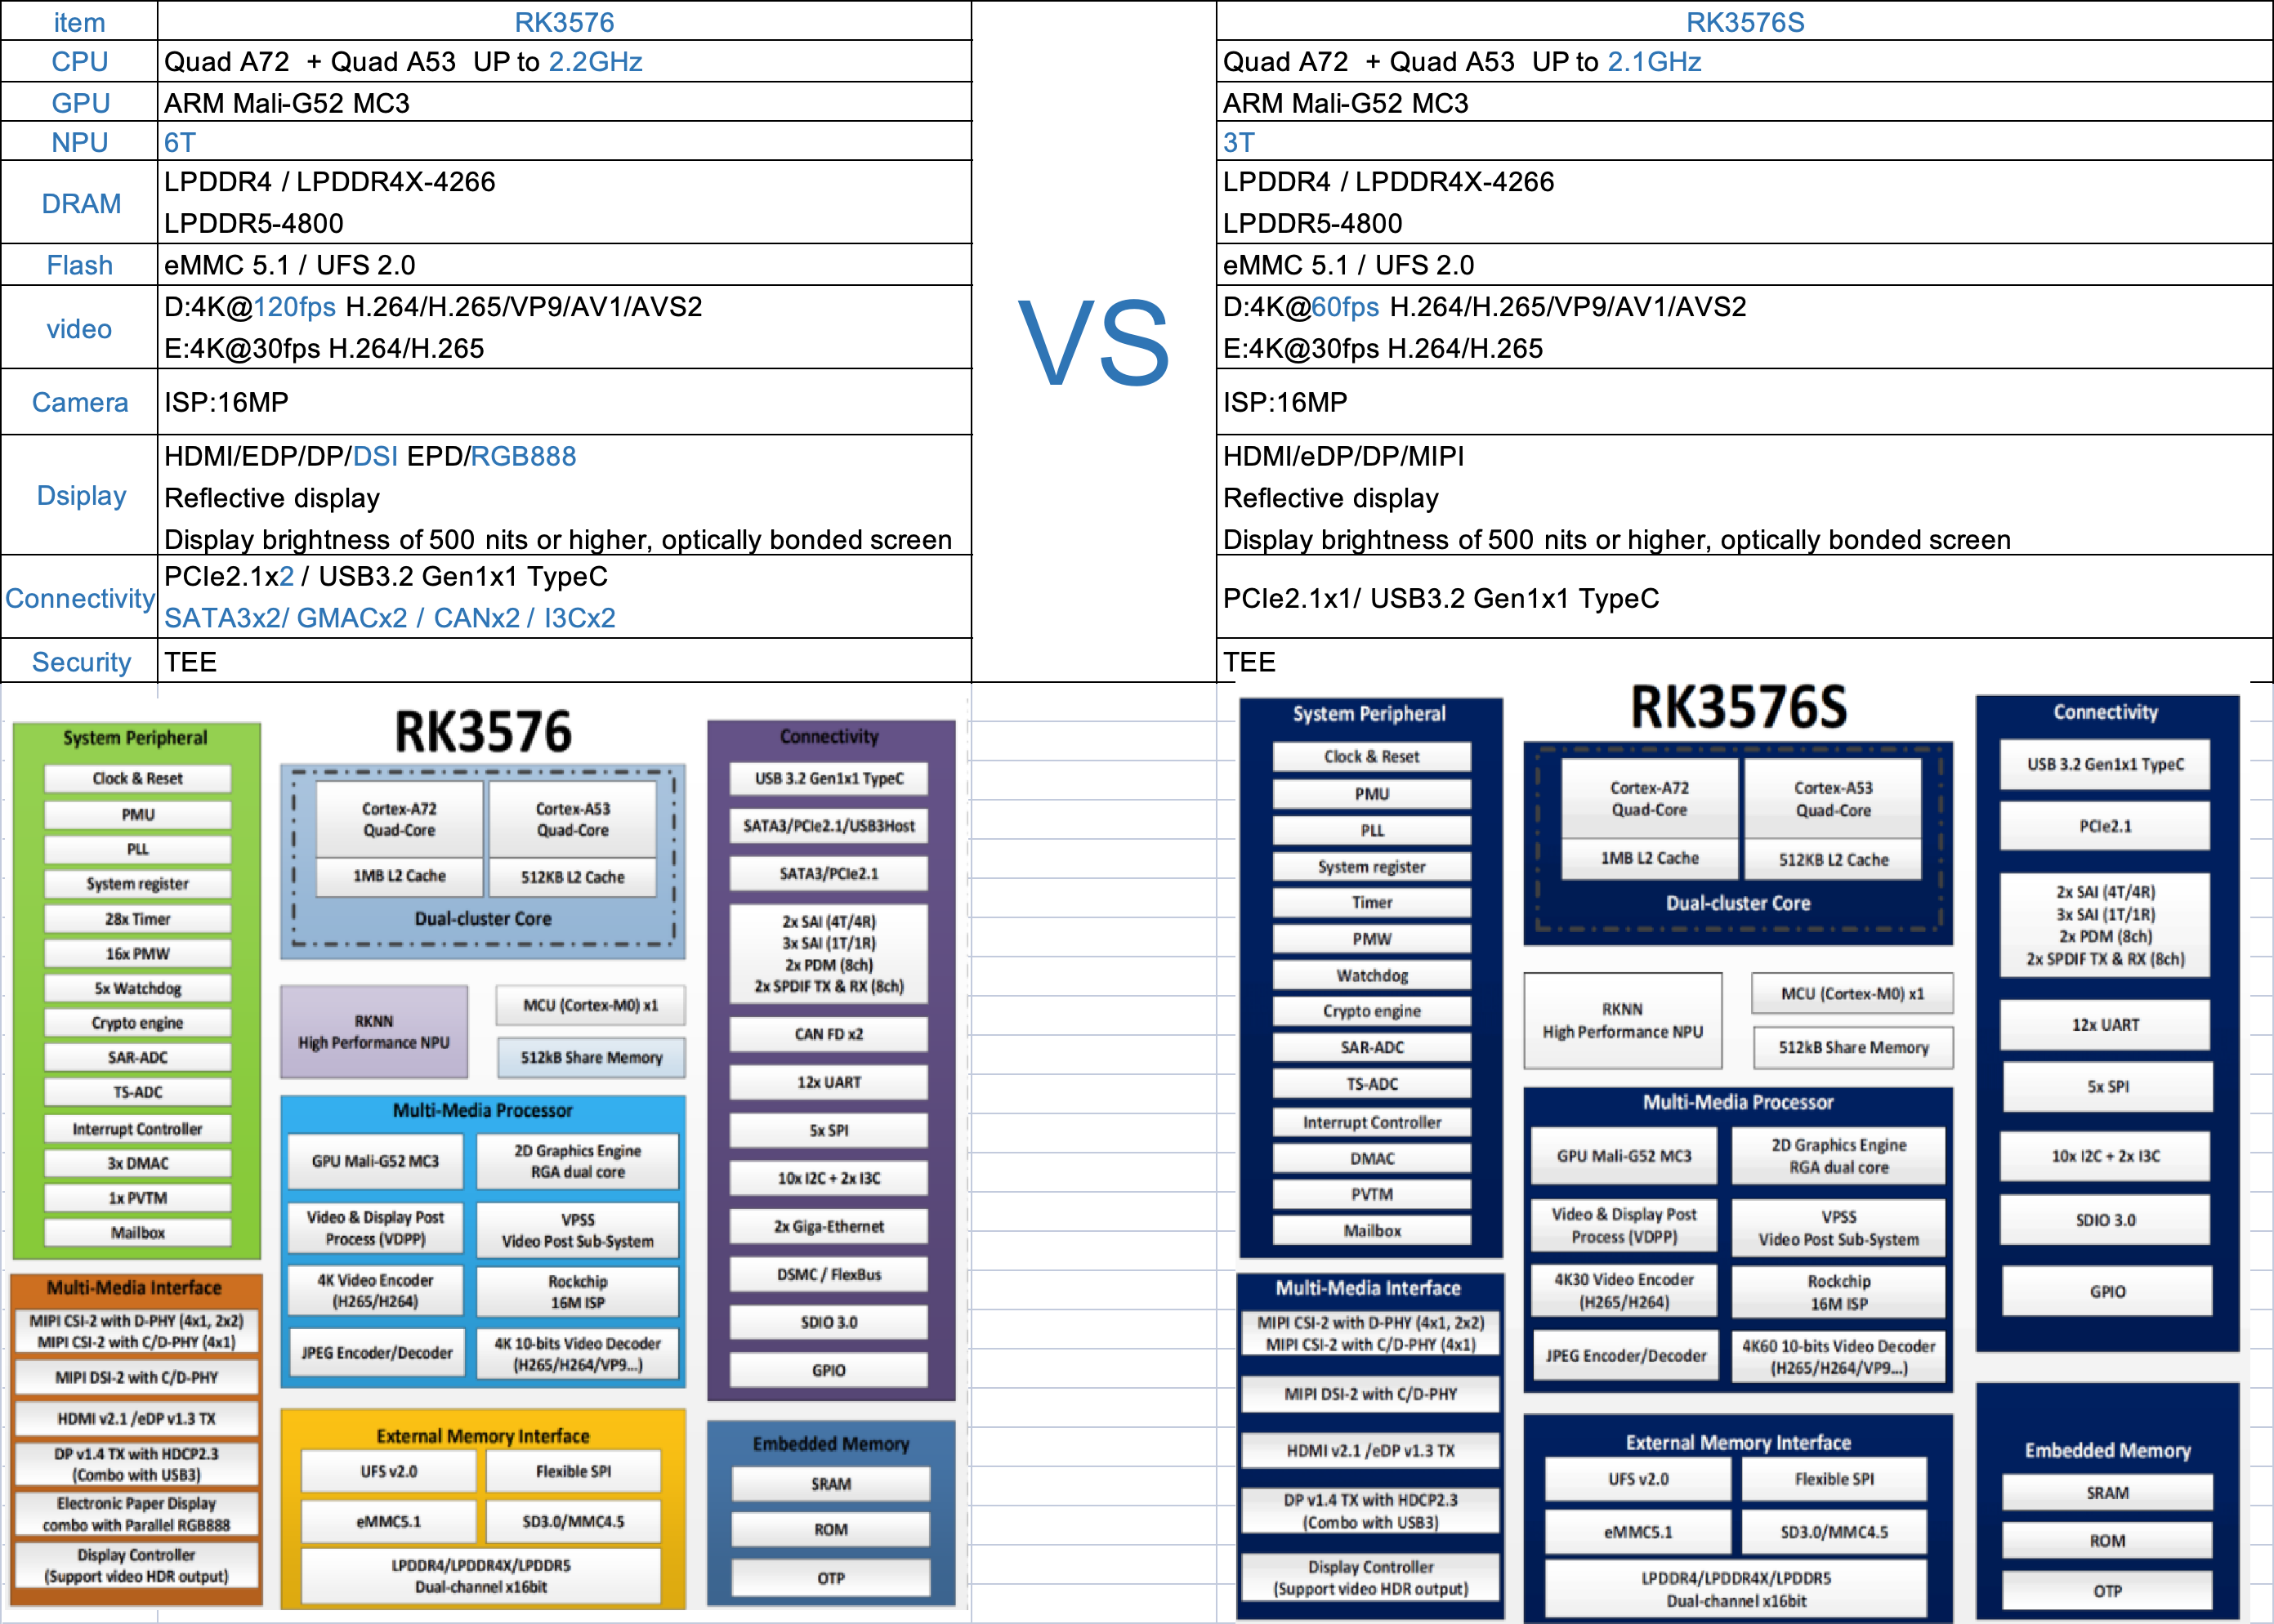 item
RK3576
RK3576S
CPU
Quad A72 + Quad A53 UP to 2.2GHz
Quad A72 + Quad A53 UP to 2.1GHz
GPU
ARM Mali-G52 MC3
ARM Mali-G52 MC3
NPU
6T
3T
DRAM
LPDDR4 / LPDDR4X-4266
LPDDR5-4800
LPDDR4 / LPDDR4X-4266
LPDDR5-4800
Flash
eMMC 5.1 / UFS 2.0
eMMC 5.1 / UFS 2.0
video
D:4K@120fps H.264/H.265/VP9/AV1/AVS2
E:4K@30fps H.264/H.265
VS
D:4K@60fps H.264/H.265/VP9/AV1/AVS2
E:4K@30fps H.264/H.265
Camera
ISP:16MP
ISP:16MP
Dsiplay
HDMI/EDP/DP/DSI EPD/RGB888
Reflective display
Display brightness of 500 nits or higher, optically bonded screen
HDMI/eDP/DP/MIPI
Reflective display
Display brightness of 500 nits or higher, optically bonded screen
Connectivity
PCIe2.1x2 / USB3.2 Gen1x1 TypeC
SATA3x2/ GMACx2 / CANx2 / I3Cx2
PCIe2.1x1/ USB3.2 Gen1x1 TypeC
Security
TEE
TEE
RK3576
System Peripheral
Clock & Reset
PMU
PLL
System register
28x Timer
16x PMW
5x Watchdog
Crypto engine
SAR-ADC
TS-ADC
Interrupt Controller
3x DMAC
1x PVTM
Mailbox
Multi-Media Interface
MIPI CSI-2 with D-PHY (4x1, 2x2)
MIPI CSI-2 with C/D-PHY (4x1)
MIPI DSI-2 with C/D-PHY
HDMI v2.1 /eDP v1.3 TX
DP v1.4 TX with HDCP2.3
(Combo with USB3)
Electronic Paper Display
combo with Parallel RGB888
Display Controller
(Support video HDR output)
Cortex-A72
Quad-Core
1MB L2 Cache
Cortex-A53
Quad-Core
512KB L2 Cache
Dual-cluster Core
RKNN
High Performance NPU
MCU (Cortex-M0) x1
512kB Share Memory
Multi-Media Processor
GPU Mali-G52 MC3
2D Graphics Engine
RGA dual core
Video & Display Post
Process (VDPP)
VPSS
Video Post Sub-System
4K Video Encoder
(H265/H264)
Rockchip
16M ISP
JPEG Encoder/Decoder
4K 10-bits Video Decoder
(H265/H264/VP9...)
External Memory Interface
UFS v2.0
Flexible SPI
eMMC5.1
SD3.0/MMC4.5
LPDDR4/LPDDR4X/LPDDR5
Dual-channel x16bit
Connectivity
USB 3.2 Gen1x1 TypeC
SATA3/PCIe2.1/USB3Host
SATA3/PCIe2.1
2x SAI (4T/4R)
3x SAI (1T/1R)
2x PDM (8ch)
2x SPDIF TX & RX (8ch)
CAN FD x2
12x UART
5x SPI
10x I2C + 2x I3C
2x Giga-Ethernet
DSMC / FlexBus
SDIO 3.0
GPIO
Embedded Memory
SRAM
ROM
OTP
RK3576S
System Peripheral
Clock & Reset
PMU
PLL
System register
Timer
PMW
Watchdog
Crypto engine
SAR-ADC
TS-ADC
Interrupt Controller
DMAC
PVTM
Mailbox
Multi-Media Interface
MIPI CSI-2 with D-PHY (4x1, 2x2)
MIPI CSI-2 with C/D-PHY (4x1)
MIPI DSI-2 with C/D-PHY
HDMI v2.1 /eDP v1.3 TX
DP v1.4 TX with HDCP2.3
(Combo with USB3)
Display Controller
(Support video HDR output)
Cortex-A72
Quad-Core
1MB L2 Cache
Cortex-A53
Quad-Core
512KB L2 Cache
Dual-cluster Core
RKNN
High Performance NPU
MCU (Cortex-M0) x1
512kB Share Memory
Multi-Media Processor
GPU Mali-G52 MC3
2D Graphics Engine
RGA dual core
Video & Display Post
Process (VDPP)
VPSS
Video Post Sub-System
4K30 Video Encoder
(H265/H264)
Rockchip
16M ISP
JPEG Encoder/Decoder
4K60 10-bits Video Decoder
(H265/H264/VP9...)
External Memory Interface
UFS v2.0
Flexible SPI
eMMC5.1
SD3.0/MMC4.5
LPDDR4/LPDDR4X/LPDDR5
Dual-channel x16bit
Connectivity
USB 3.2 Gen1x1 TypeC
PCIe2.1
2x SAI (4T/4R)
3x SAI (1T/1R)
2x PDM (8ch)
2x SPDIF TX & RX (8ch)
12x UART
5x SPI
10x I2C + 2x I3C
SDIO 3.0
GPIO
Embedded Memory
SRAM
ROM
OTP